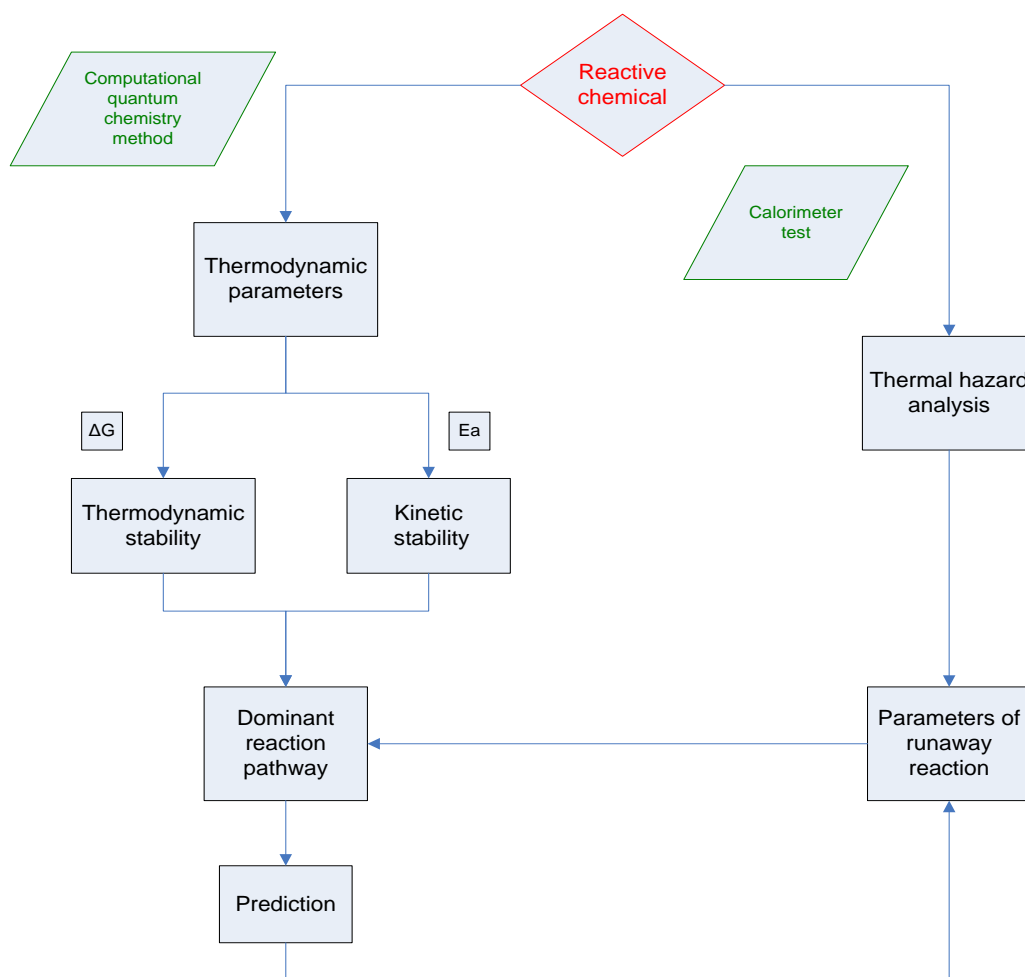 Computational
quantum
chemistry
method
Reactive
chemical
Calorimeter
test
Thermodynamic
parameters
Thermal hazard
analysis
ΔG
Ea
Thermodynamic
stability
Kinetic
stability
Dominant
reaction
pathway
Parameters of
runaway
reaction
Prediction